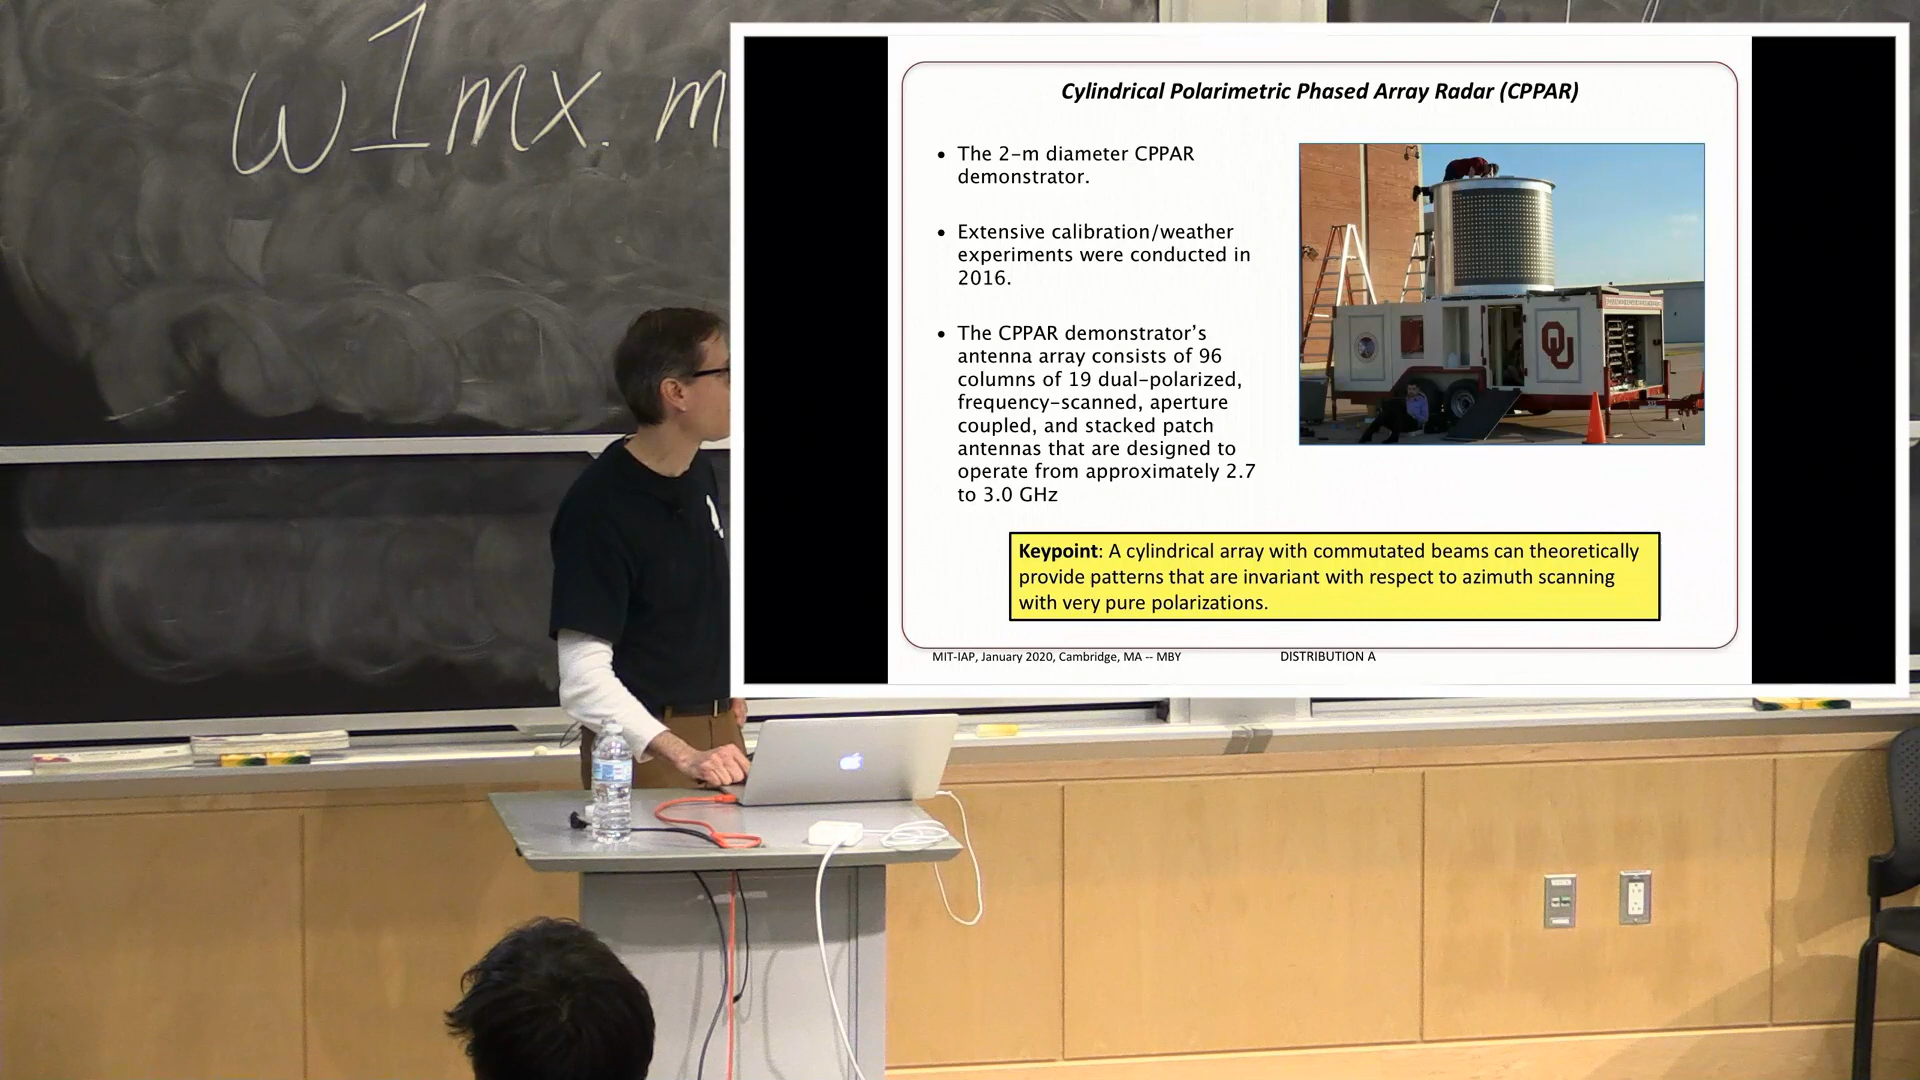 w1mx. m
Cylindrical Polarimetric Phased Array Radar (CPPAR)
• The 2-m diameter CPPAR
demonstrator.
• Extensive calibration/weather
experiments were conducted in
2016.
• The CPPAR demonstrator's
antenna array consists of 96
columns of 19 dual-polarized,
frequency-scanned, aperture
coupled, and stacked patch
antennas that are designed to
operate from approximately 2.7
to 3.0 GHz
OU
Keypoint: A cylindrical array with commutated beams can theoretically
provide patterns that are invariant with respect to azimuth scanning
with very pure polarizations.
MIT-IAP, January 2020, Cambridge, MA -- MBY
DISTRIBUTION A